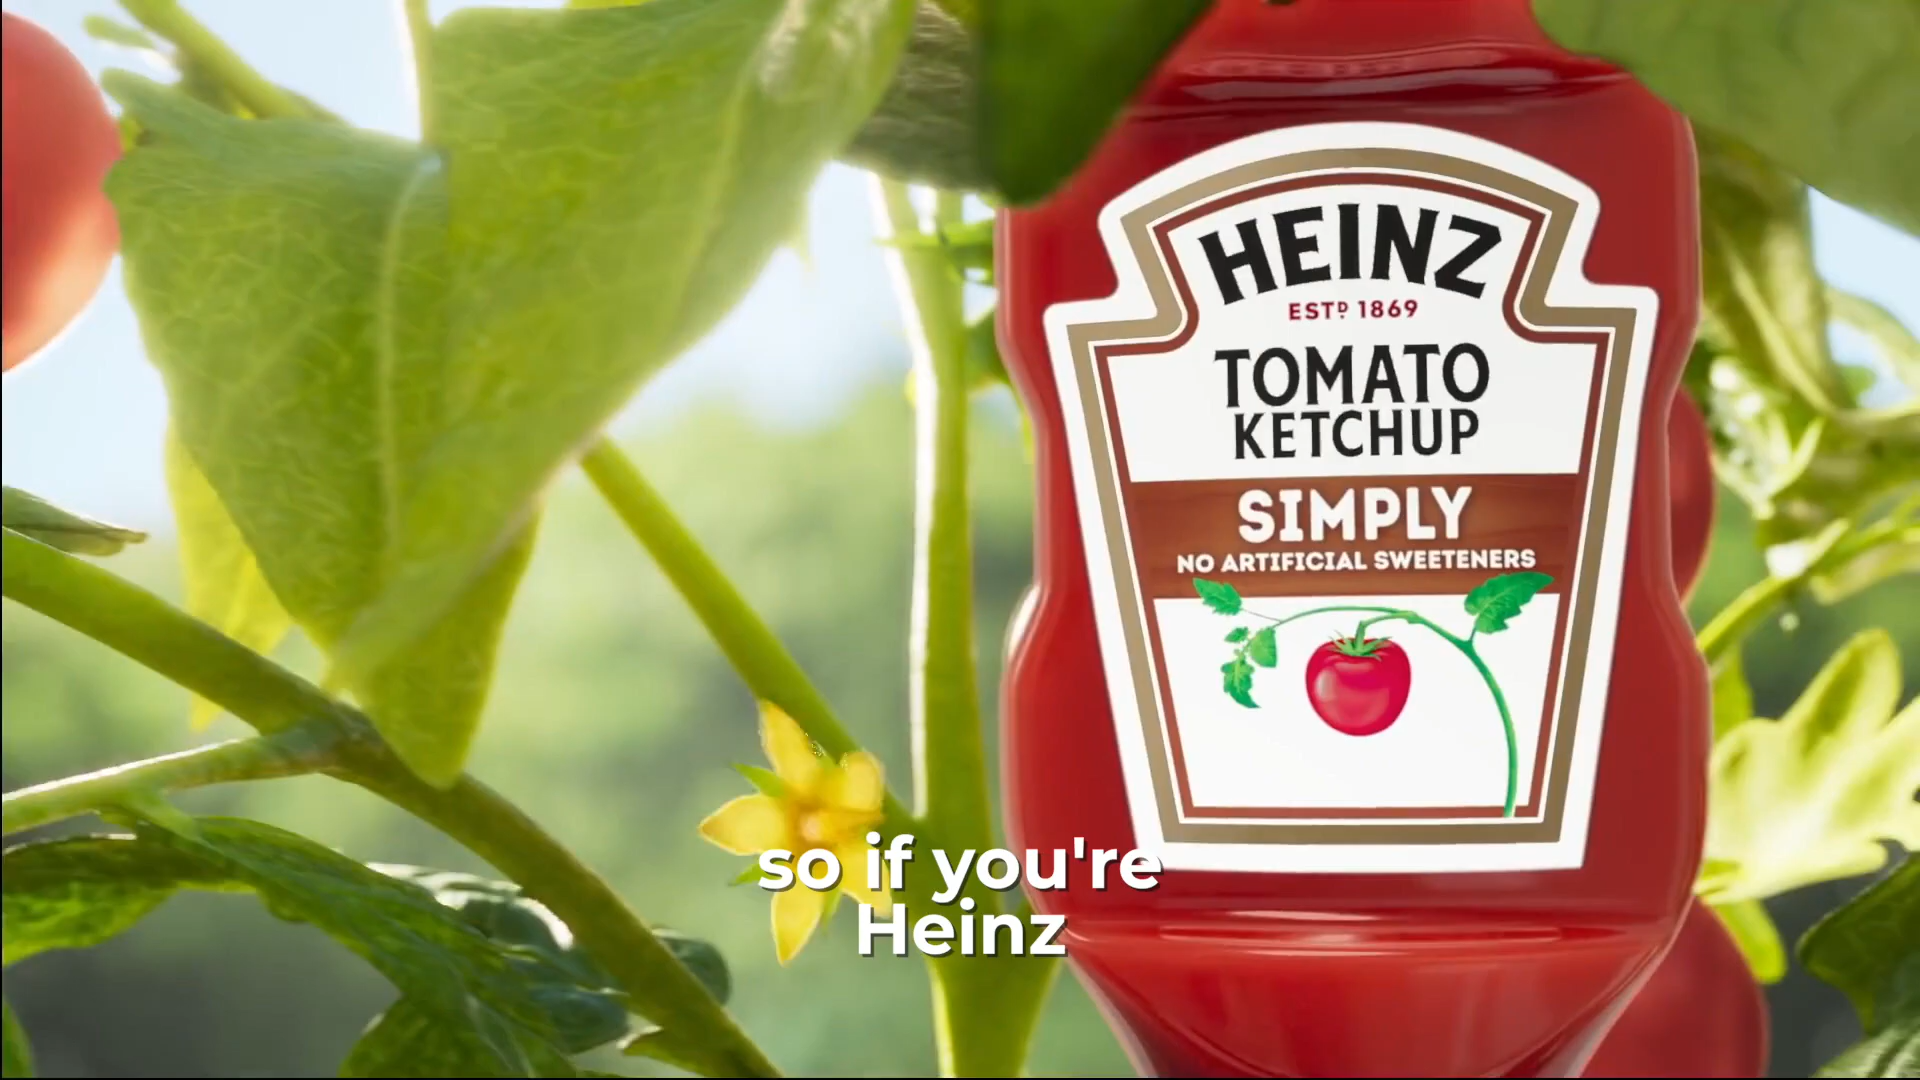 HEINZ
ESTD 1869
TOMATO
KETCHUP
SIMPLY
NO ARTIFICIAL SWEETENERS
so if you're
Heinz